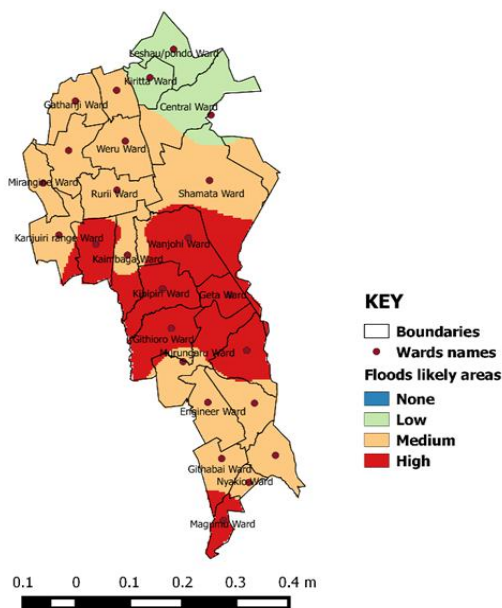 Leshau/pondo Ward
Kiritta Ward
Gathanji Ward
Central Ward
Weru Ward
Mirangine Ward
Rurii Ward
Shamata Ward
Kanjuiri range Ward
Wanjohi Ward
Kaimbaga Ward
Kipipiri Ward
Geta Ward
Githioro Ward
Murungaru Ward
Engineer Ward
Githabai Ward
Nyakio Ward
Magumu Ward
KEY
Boundaries
Wards names
Floods likely areas
None
Low
Medium
High
0.1 0 0.1 0.2 0.3 0.4 m